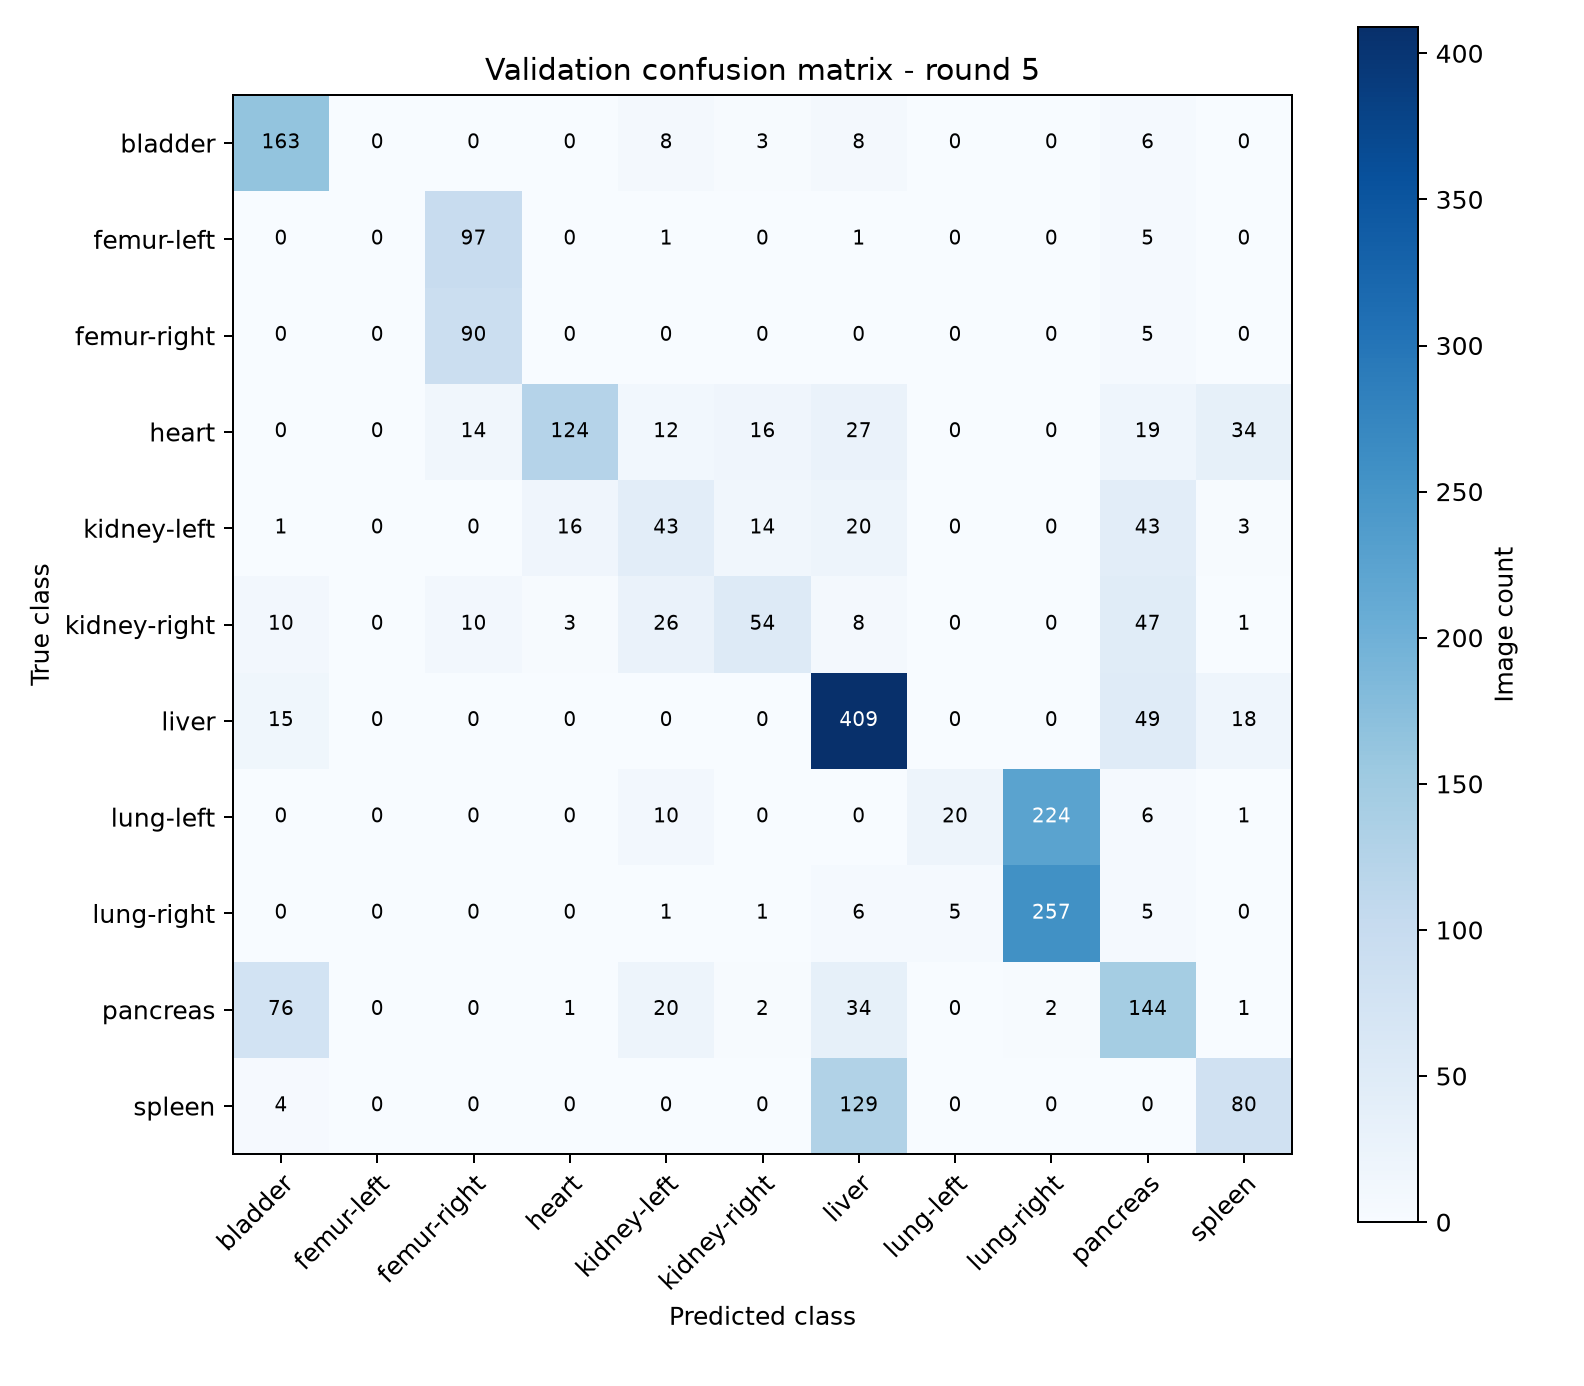 Validation confusion matrix - round 5
bladder 163 0 0 0 8 3 8 0 0 6 0
femur-left 0 0 97 0 1 0 1 0 0 5 0
femur-right 0 0 90 0 0 0 0 0 0 5 0
heart 0 0 14 124 12 16 27 0 0 19 34
kidney-left 1 0 0 16 43 14 20 0 0 43 3
kidney-right 10 0 10 3 26 54 8 0 0 47 1
liver 15 0 0 0 0 0 409 0 0 49 18
lung-left 0 0 0 0 10 0 0 20 224 6 1
lung-right 0 0 0 0 1 1 6 5 257 5 0
pancreas 76 0 0 1 20 2 34 0 2 144 1
spleen 4 0 0 0 0 0 129 0 0 0 80
bladder femur-left femur-right heart kidney-left kidney-right liver lung-left lung-right pancreas spleen
Predicted class
True class
400
350
300
250
200
150
100
50
0
Image count